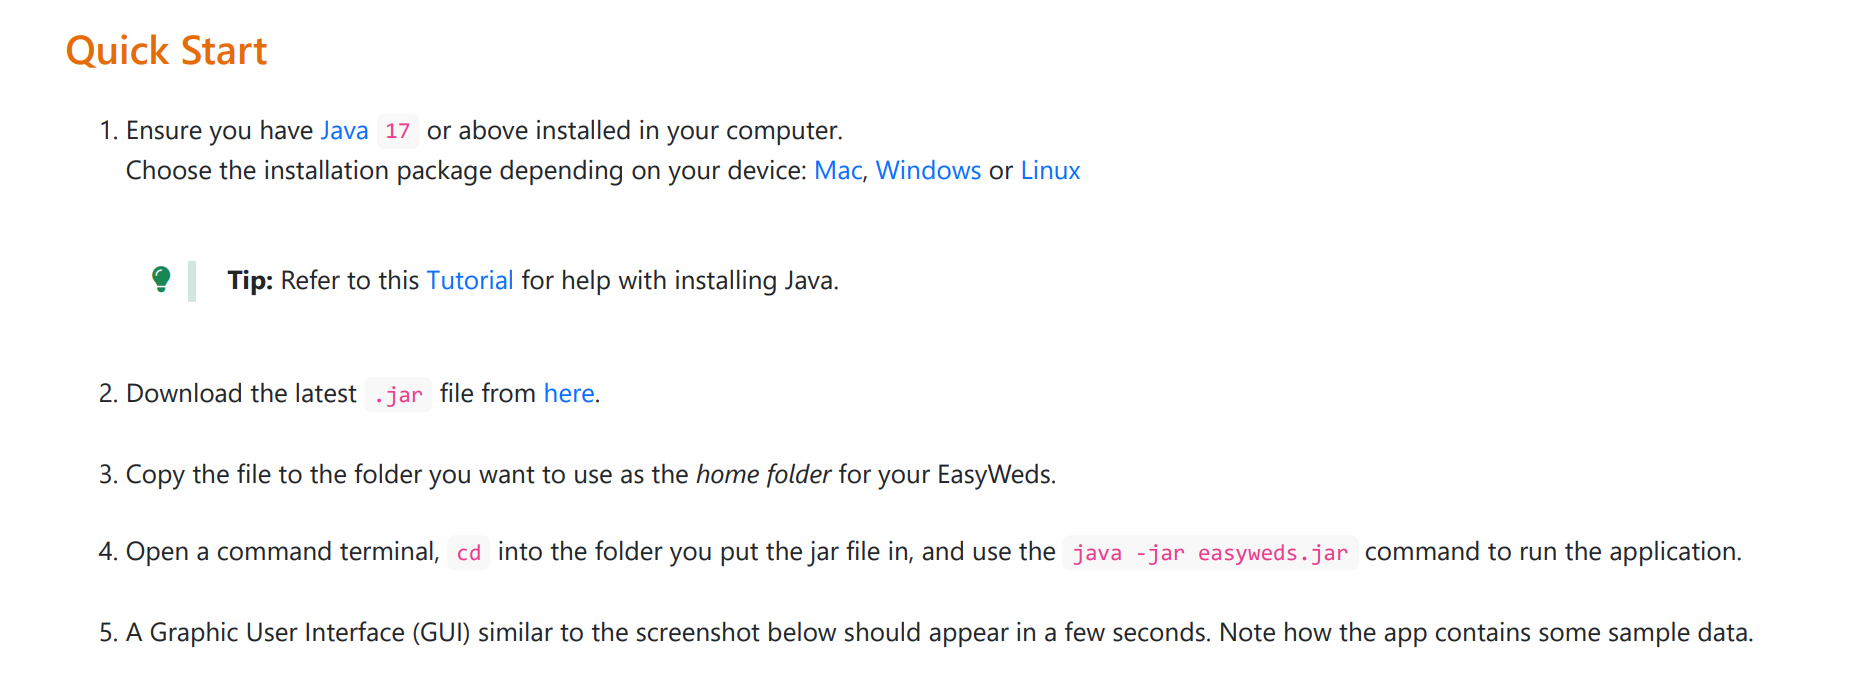 Quick Start
1. Ensure you have Java 17 or above installed in your computer.
Choose the installation package depending on your device: Mac, Windows or Linux
Tip: Refer to this Tutorial for help with installing Java.
2. Download the latest .jar file from here.
3. Copy the file to the folder you want to use as the home folder for your EasyWeds.
4. Open a command terminal, cd into the folder you put the jar file in, and use the java -jar easyweds.jar command to run the application.
5. A Graphic User Interface (GUI) similar to the screenshot below should appear in a few seconds. Note how the app contains some sample data.